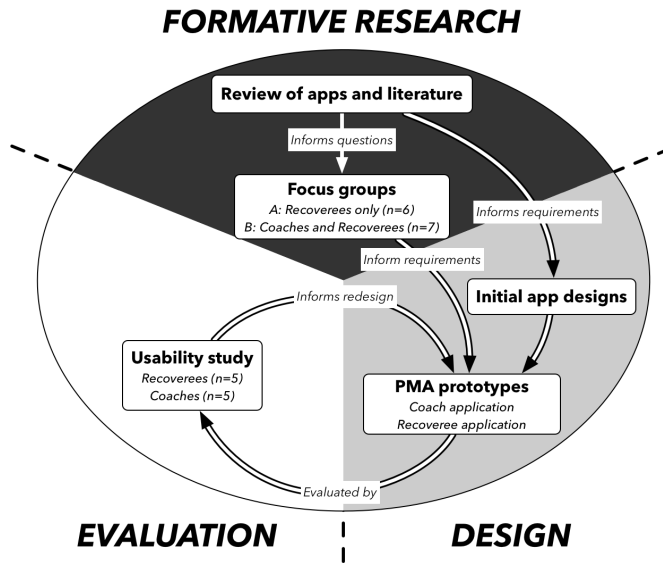 FORMATIVE RESEARCH
Review of apps and literature
Informs questions
Focus groups
A: Recoverees only (n=6)
B: Coaches and Recoverees (n=7)
Informs requirements
Inform requirements
Initial app designs
Informs redesign
Usability study
Recoverees (n=5)
Coaches (n=5)
PMA prototypes
Coach application
Recoveree application
Evaluated by
EVALUATION
DESIGN